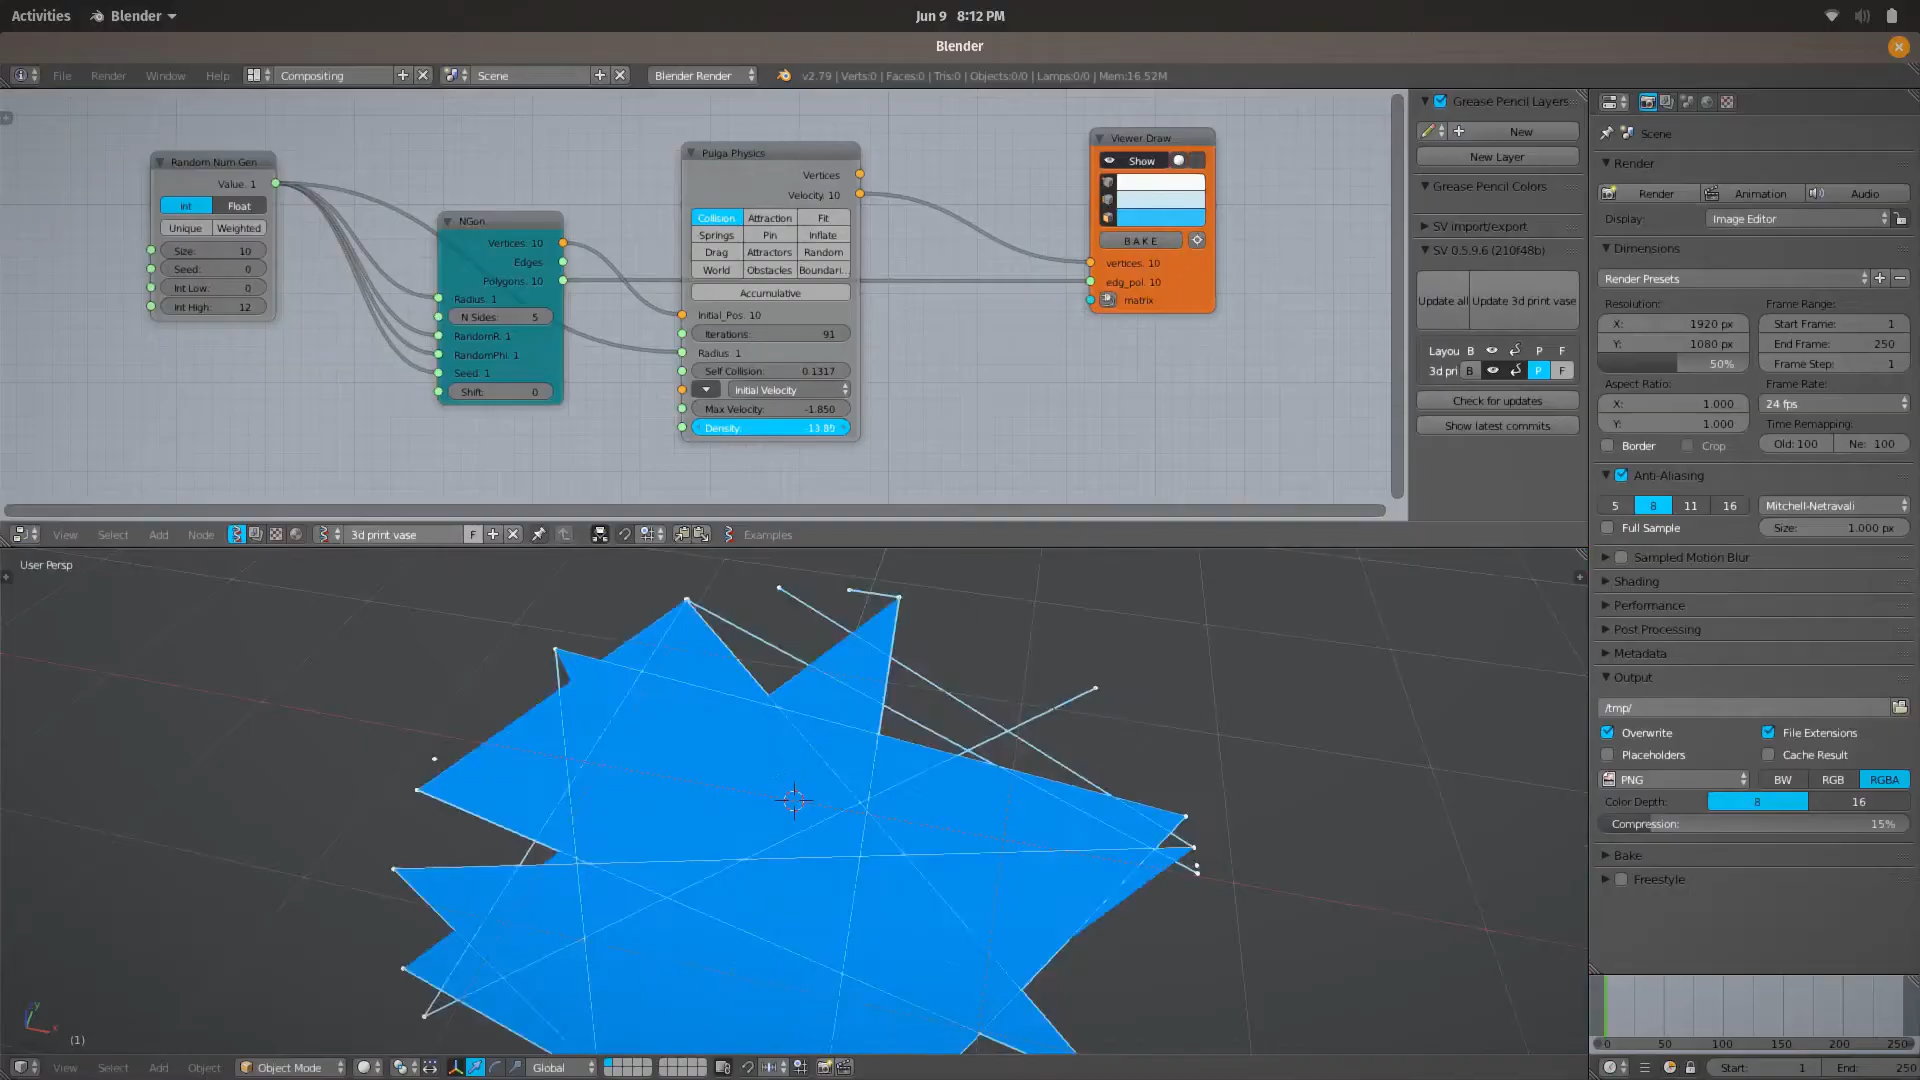 Activities Blender Jun 9 8:12 PM
Blender
File Render Window Help Compositing Scene Blender Render v2.79 | Verts:0 | Faces:0 | Tris:0 | Objects:0/0 | Lamps:0/0 | Mem:16.52M
Random Num Gen
Value. 1
Int Float
Unique Weighted
Size: 10
Seed: 0
Int Low: 0
Int High: 12
NGon
Vertices. 10
Edges
Polygons. 10
Radius. 1
N Sides: 5
RandomR. 1
RandomPhi. 1
Seed. 1
Shift: 0
Pulga Physics
Vertices
Velocity. 10
Collision Attraction Fit
Springs Pin Inflate
Drag Attractors Random
World Obstacles Boundari...
Accumulative
Initial_Pos. 10
Iterations: 91
Radius. 1
Self Collision: 0.1317
Initial Velocity
Max Velocity: -1.850
Density: -13.80
Viewer Draw
Show
BAKE
vertices. 10
edg_pol. 10
matrix
Grease Pencil Layers
New
New Layer
Grease Pencil Colors
SV import/export
SV 0.5.9.6 (210f48b)
Update all Update 3d print vase
Layou B P F
3d pri B P F
Check for updates
Show latest commits
Scene
Render
Render Animation Audio
Display: Image Editor
Dimensions
Render Presets
Resolution: Frame Range:
X: 1920 px Start Frame: 1
Y: 1080 px End Frame: 250
50% Frame Step: 1
Aspect Ratio: Frame Rate:
X: 1.000 24 fps
Y: 1.000 Time Remapping:
Border Crop Old: 100 Ne: 100
Anti-Aliasing
5 8 11 16 Mitchell-Netravali
Full Sample Size: 1.000 px
Sampled Motion Blur
Shading
Performance
Post Processing
Metadata
Output
/tmp/
Overwrite File Extensions
Placeholders Cache Result
PNG BW RGB RGBA
Color Depth: 8 16
Compression: 15%
Bake
Freestyle
View Select Add Node 3d print vase F Examples
User Persp
(1)
0 50 100 150 200 250
View Select Add Object Object Mode Global
Start: 1 End: 250